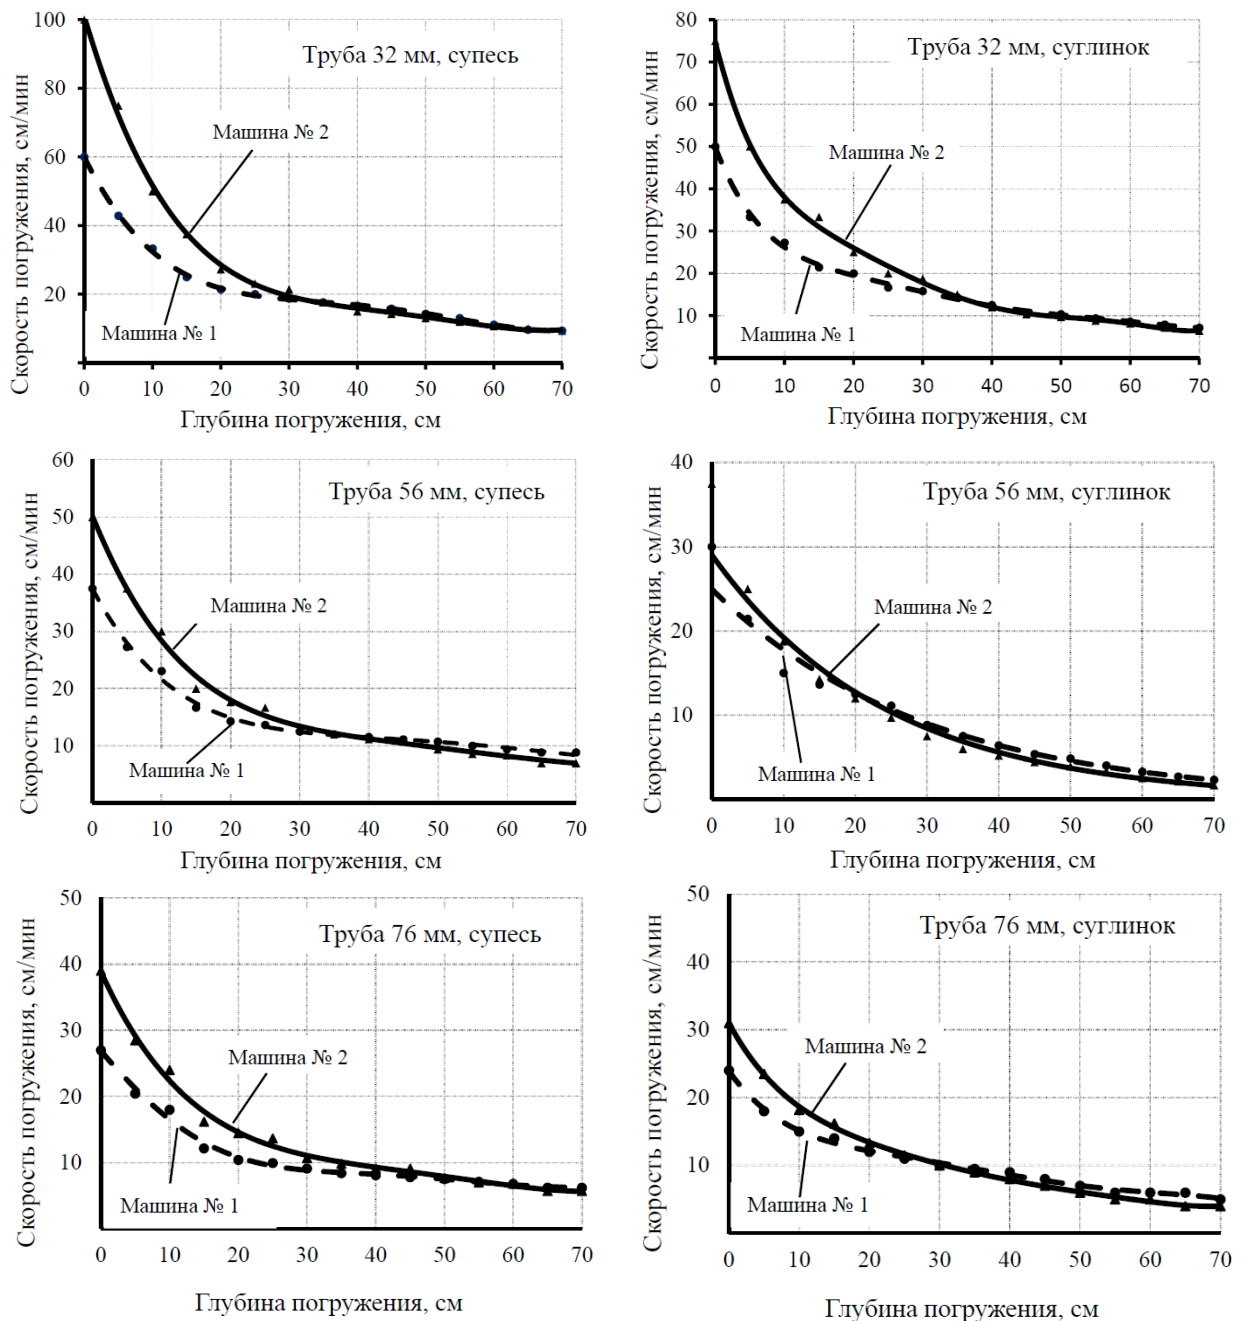 Труба 32 мм, супесь
Скорость погружения, см/мин
100
80
60
40
20
Машина № 2
Машина № 1
0 10 20 30 40 50 60 70
Глубина погружения, см
Труба 32 мм, суглинок
Скорость погружения, см/мин
80
70
60
50
40
30
20
10
Машина № 2
Машина № 1
0 10 20 30 40 50 60 70
Глубина погружения, см
Труба 56 мм, супесь
Скорость погружения, см/мин
60
50
40
30
20
10
Машина № 2
Машина № 1
0 10 20 30 40 50 60 70
Глубина погружения, см
Труба 56 мм, суглинок
Скорость погружения, см/мин
40
30
20
10
Машина № 2
Машина № 1
0 10 20 30 40 50 60 70
Глубина погружения, см
Труба 76 мм, супесь
Скорость погружения, см/мин
50
40
30
20
10
Машина № 2
Машина № 1
0 10 20 30 40 50 60 70
Глубина погружения, см
Труба 76 мм, суглинок
Скорость погружения, см/мин
50
40
30
20
10
Машина № 2
Машина № 1
0 10 20 30 40 50 60 70
Глубина погружения, см